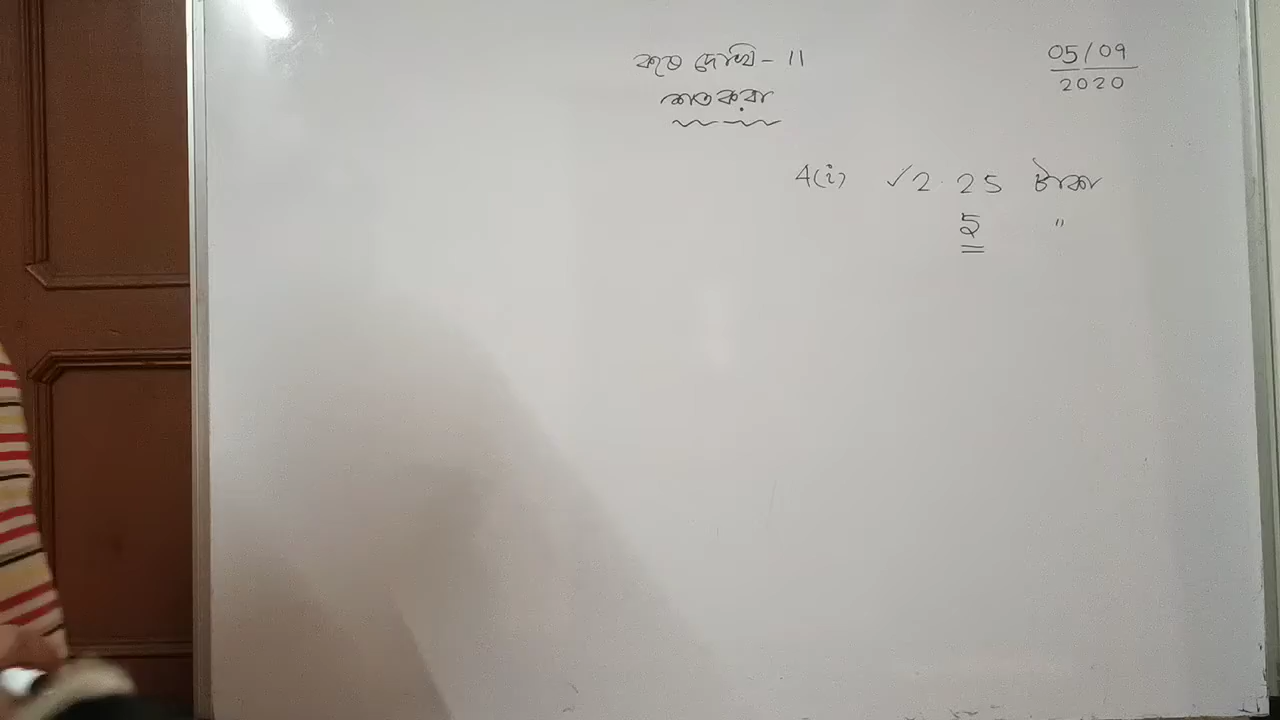 কষে দেখি - 11
05/09
2020
শতকরা
4(i) ✓2.25 টাকা
5 "